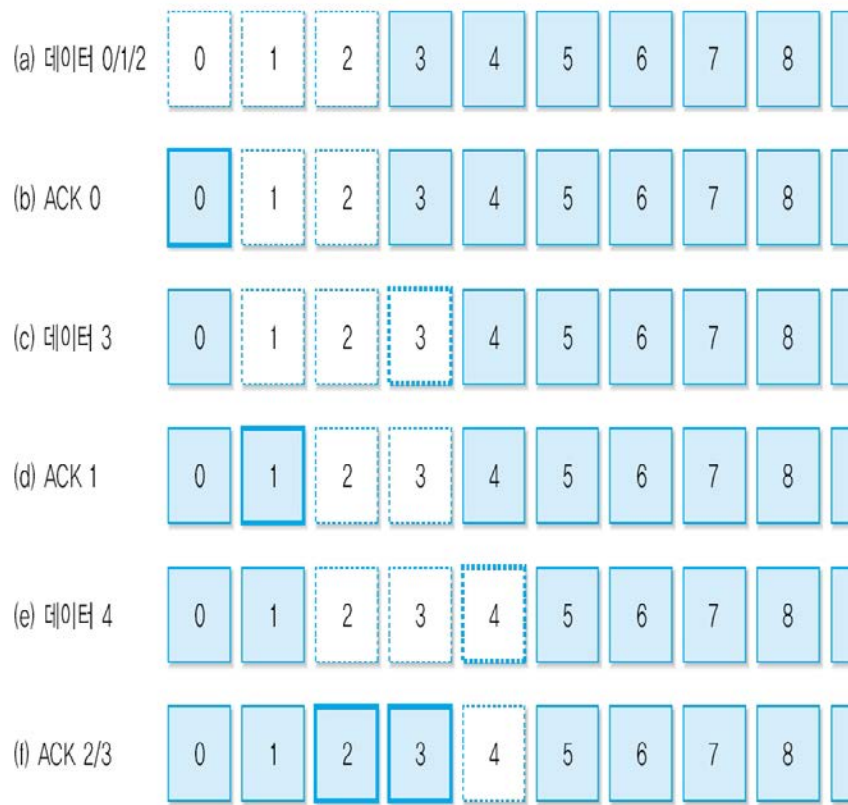 (a) 데이터 0/1/2 0 1 2 3 4 5 6 7 8
(b) ACK 0 0 1 2 3 4 5 6 7 8
(c) 데이터 3 0 1 2 3 4 5 6 7 8
(d) ACK 1 0 1 2 3 4 5 6 7 8
(e) 데이터 4 0 1 2 3 4 5 6 7 8
(f) ACK 2/3 0 1 2 3 4 5 6 7 8